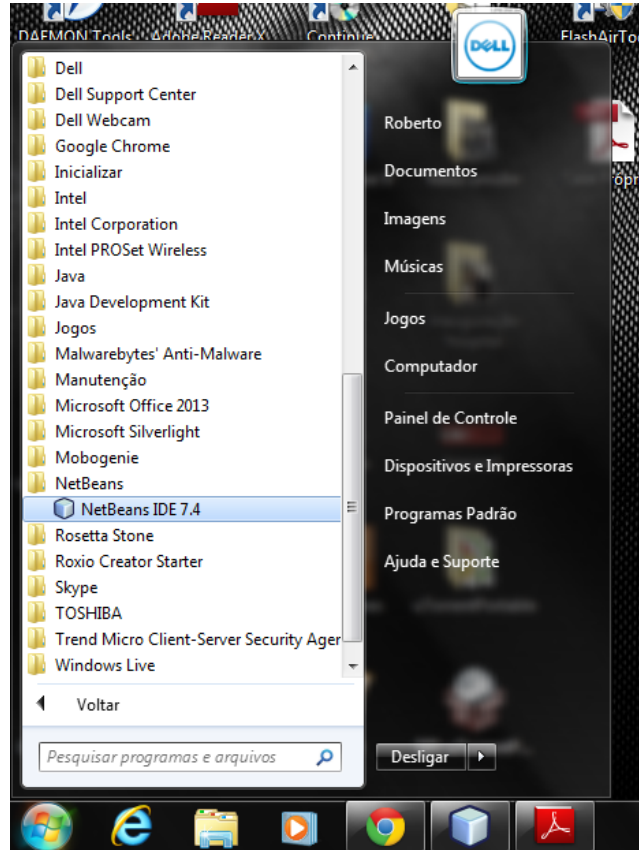 DAEMON Tools
Adobe Reader X
Continue
FlashAirToo
DELL
Dell
Dell Support Center
Dell Webcam
Google Chrome
Inicializar
Intel
Intel Corporation
Intel PROSet Wireless
Java
Java Development Kit
Jogos
Malwarebytes' Anti-Malware
Manutenção
Microsoft Office 2013
Microsoft Silverlight
Mobogenie
NetBeans
NetBeans IDE 7.4
Rosetta Stone
Roxio Creator Starter
Skype
TOSHIBA
Trend Micro Client-Server Security Ager
Windows Live
Voltar
Pesquisar programas e arquivos
Roberto
Documentos
Imagens
Músicas
Jogos
Computador
Painel de Controle
Dispositivos e Impressoras
Programas Padrão
Ajuda e Suporte
Desligar